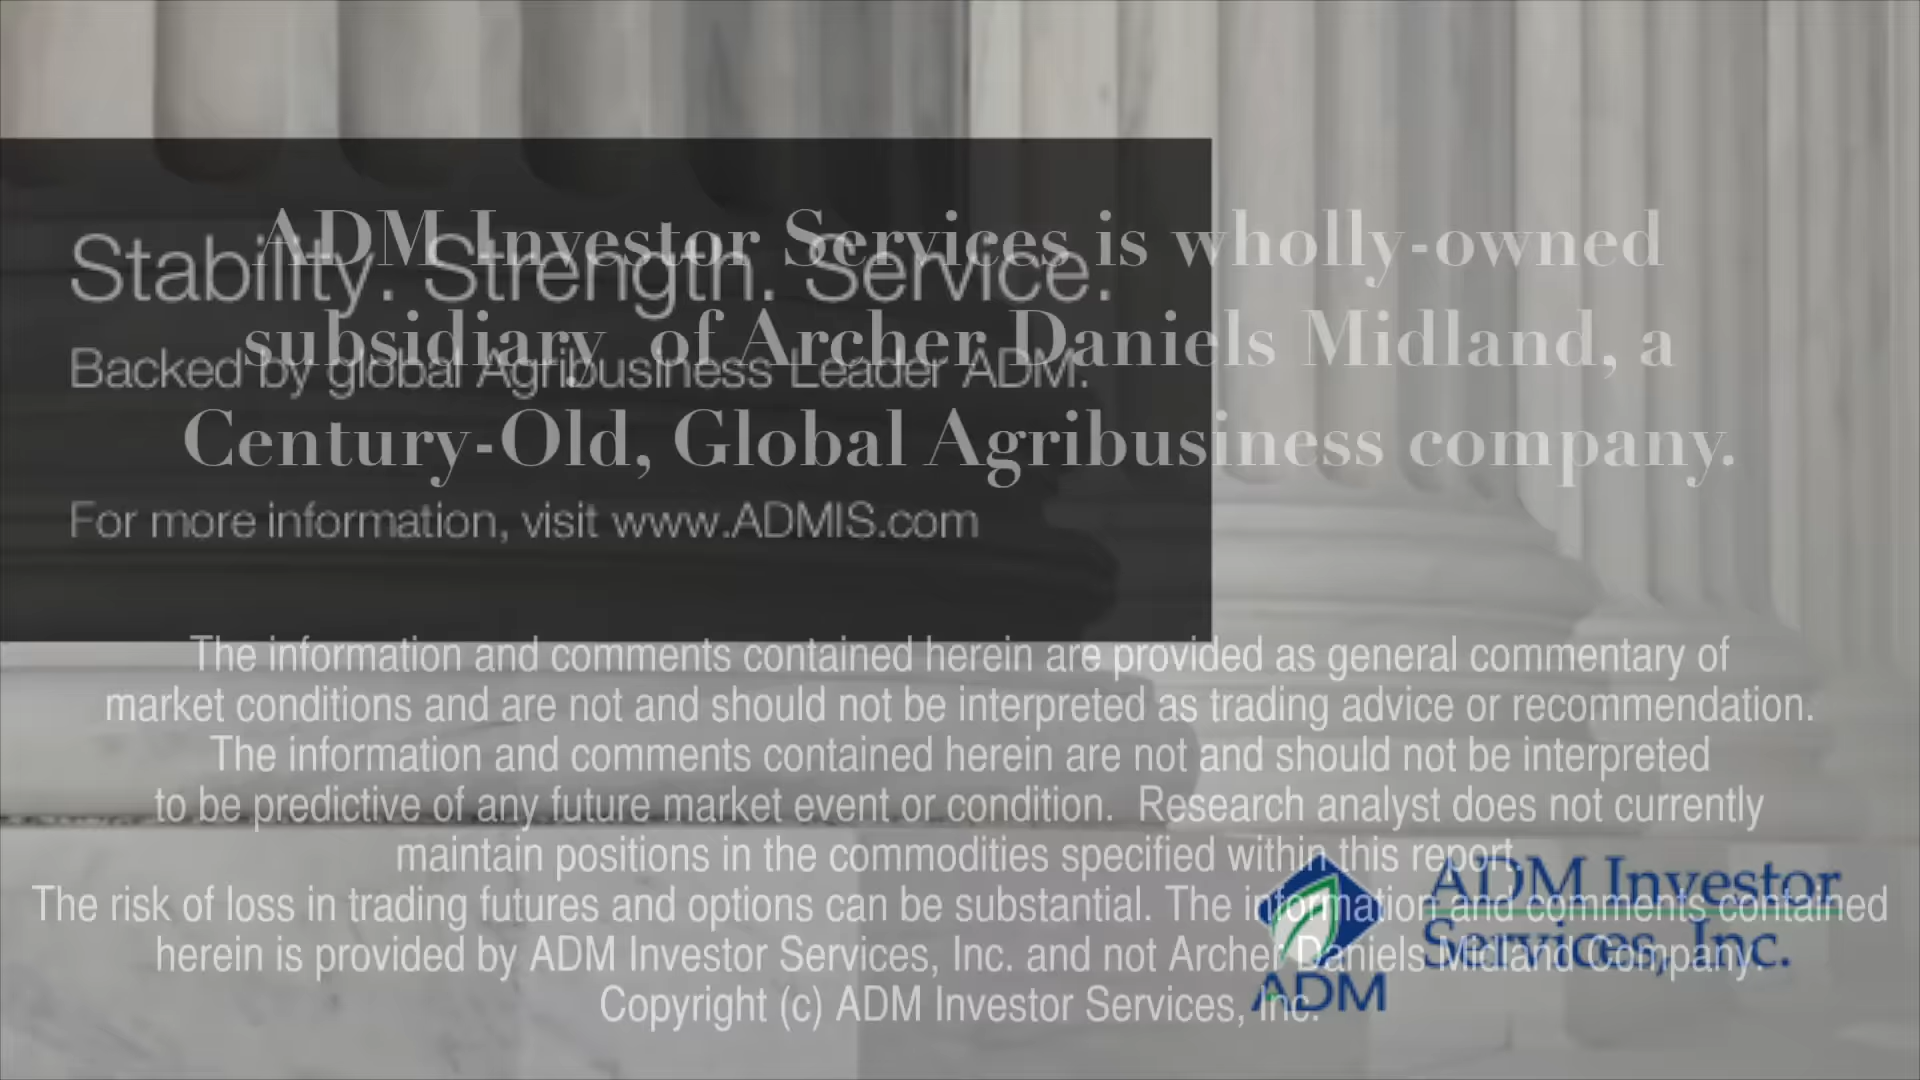 ADM Investor Services is wholly-owned
subsidiary of Archer Daniels Midland, a
Century-Old, Global Agribusiness company.
Stability. Strength. Service.
Backed by global Agribusiness Leader ADM.
For more information, visit www.ADMIS.com
The information and comments contained herein are provided as general commentary of
market conditions and are not and should not be interpreted as trading advice or recommendation.
The information and comments contained herein are not and should not be interpreted
to be predictive of any future market event or condition. Research analyst does not currently
maintain positions in the commodities specified within this report.
The risk of loss in trading futures and options can be substantial. The information and comments contained
herein is provided by ADM Investor Services, Inc. and not Archer Daniels Midland Company.
Copyright (c) ADM Investor Services, Inc.
ADM Investor
Services, Inc.
ADM